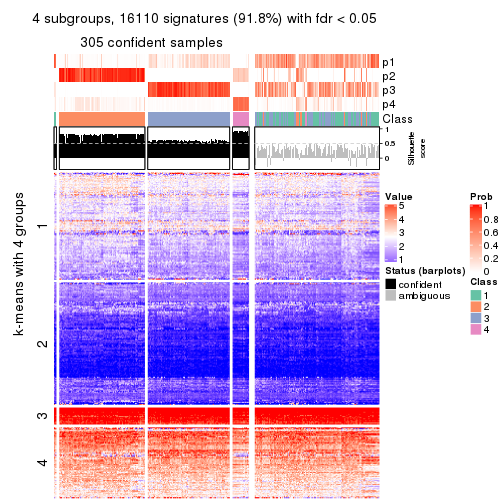 4 subgroups, 16110 signatures (91.8%) with fdr < 0.05
305 confident samples
p1
p2
p3
p4
Class
1
0.5
0
Silhouette
score
k-means with 4 groups
1
2
3
4
Value
5
4
3
2
1
Status (barplots)
confident
ambiguous
Prob
1
0.8
0.6
0.4
0.2
0
Class
1
2
3
4